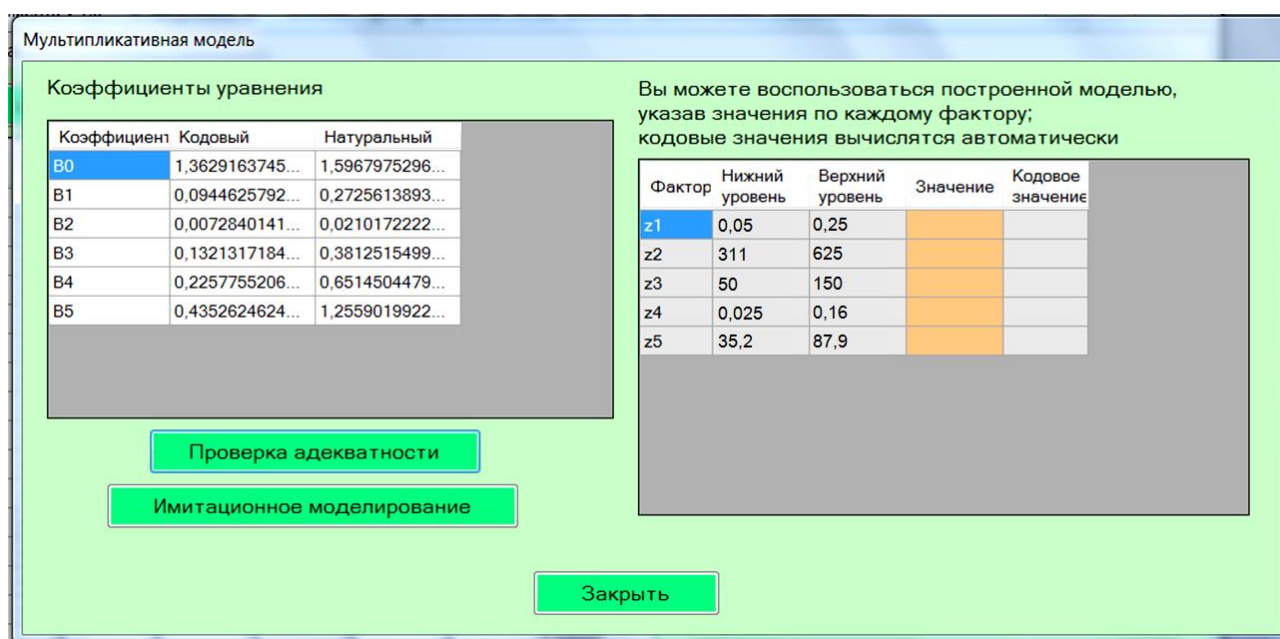 Мультипликативная модель
Коэффициенты уравнения
Коэффициент Кодовый Натуральный
B0 1,3629163745... 1,5967975296...
B1 0,0944625792... 0,2725613893...
B2 0,0072840141... 0,0210172222...
B3 0,1321317184... 0,3812515499...
B4 0,2257755206... 0,6514504479...
B5 0,4352624624... 1,2559019922...
Проверка адекватности
Имитационное моделирование
Вы можете воспользоваться построенной моделью,
указав значения по каждому фактору;
кодовые значения вычислятся автоматически
Фактор Нижний уровень Верхний уровень Значение Кодовое значение
z1 0,05 0,25
z2 311 625
z3 50 150
z4 0,025 0,16
z5 35,2 87,9
Закрыть